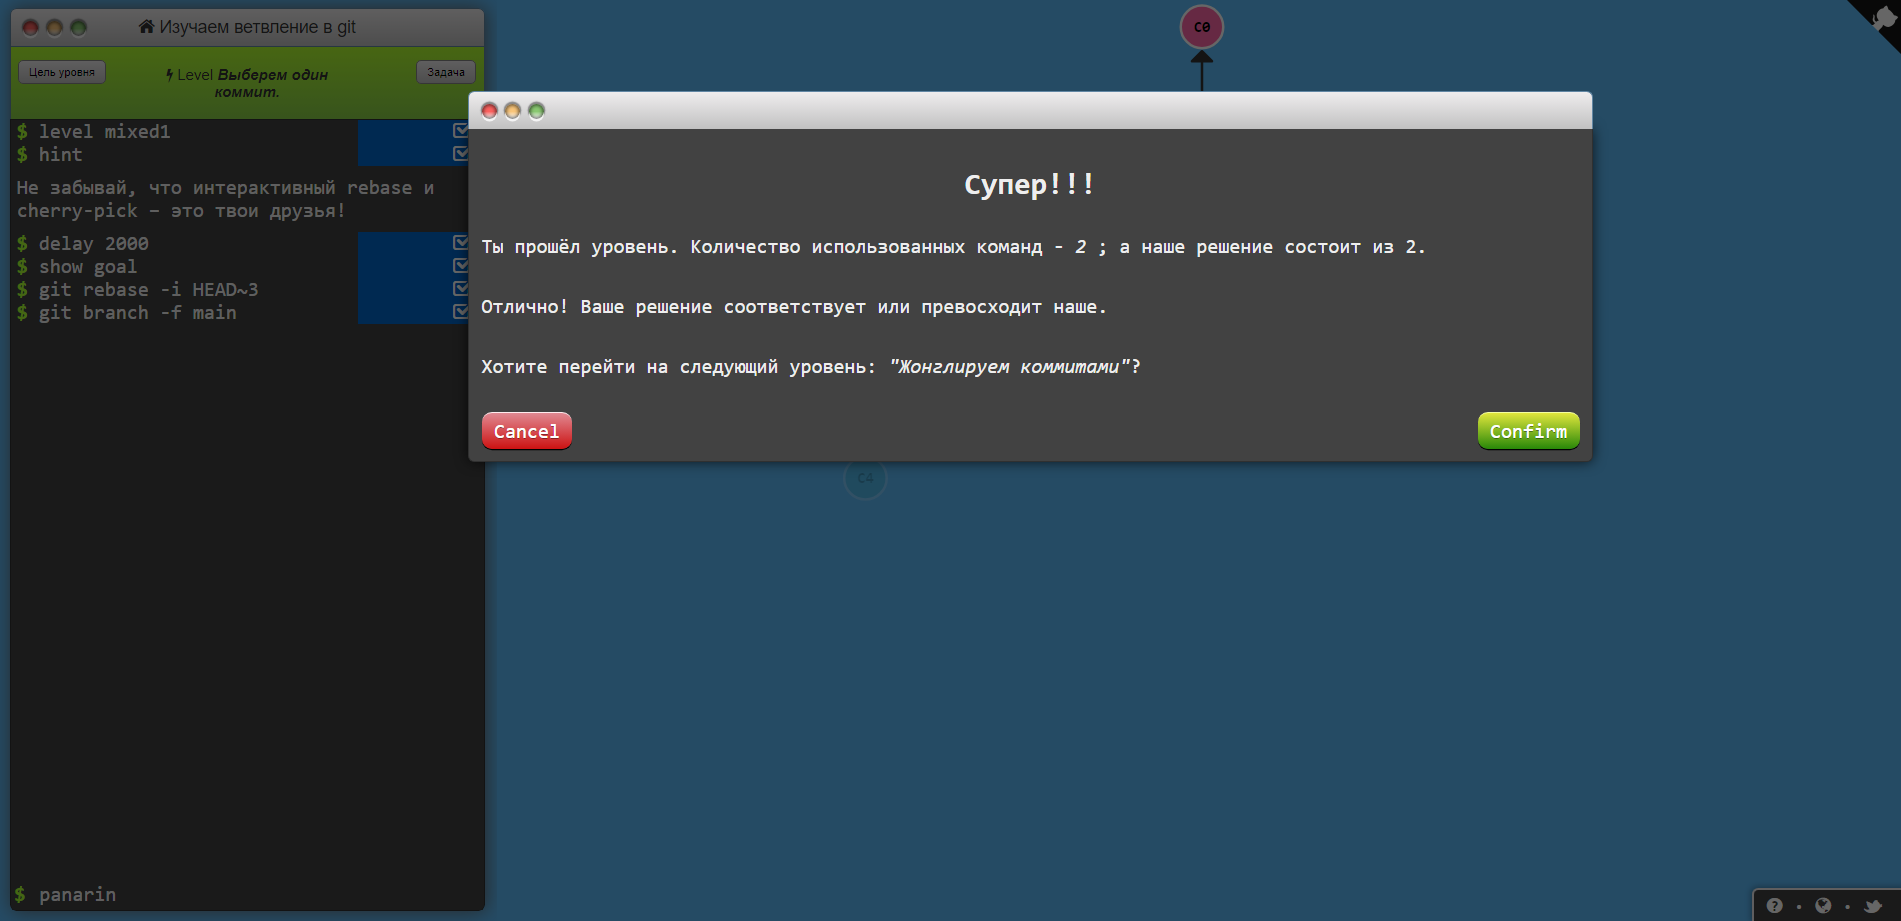 Изучаем ветвление в git
Цель уровня
Level Выберем один
коммит.
Задача
$ level mixed1
$ hint
Не забывай, что интерактивный rebase и
cherry-pick – это твои друзья!
$ delay 2000
$ show goal
$ git rebase -i HEAD~3
$ git branch -f main
$ panarin
C0
Супер!!!
Ты прошёл уровень. Количество использованных команд - 2 ; а наше решение состоит из 2.
Отлично! Ваше решение соответствует или превосходит наше.
Хотите перейти на следующий уровень: "Жонглируем коммитами"?
Cancel
Confirm
C4